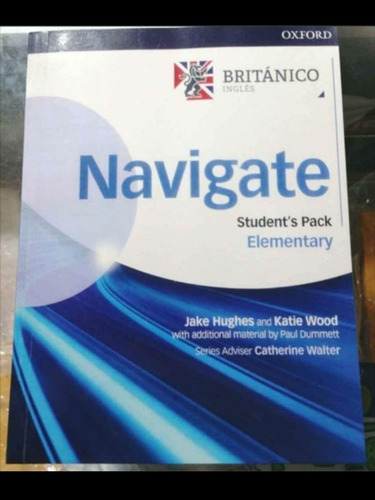 OXFORD
BRITÁNICO
INGLÉS
Navigate
Student's Pack
Elementary
Jake Hughes and Katie Wood
with additional material by Paul Dummett
Series Adviser Catherine Walter